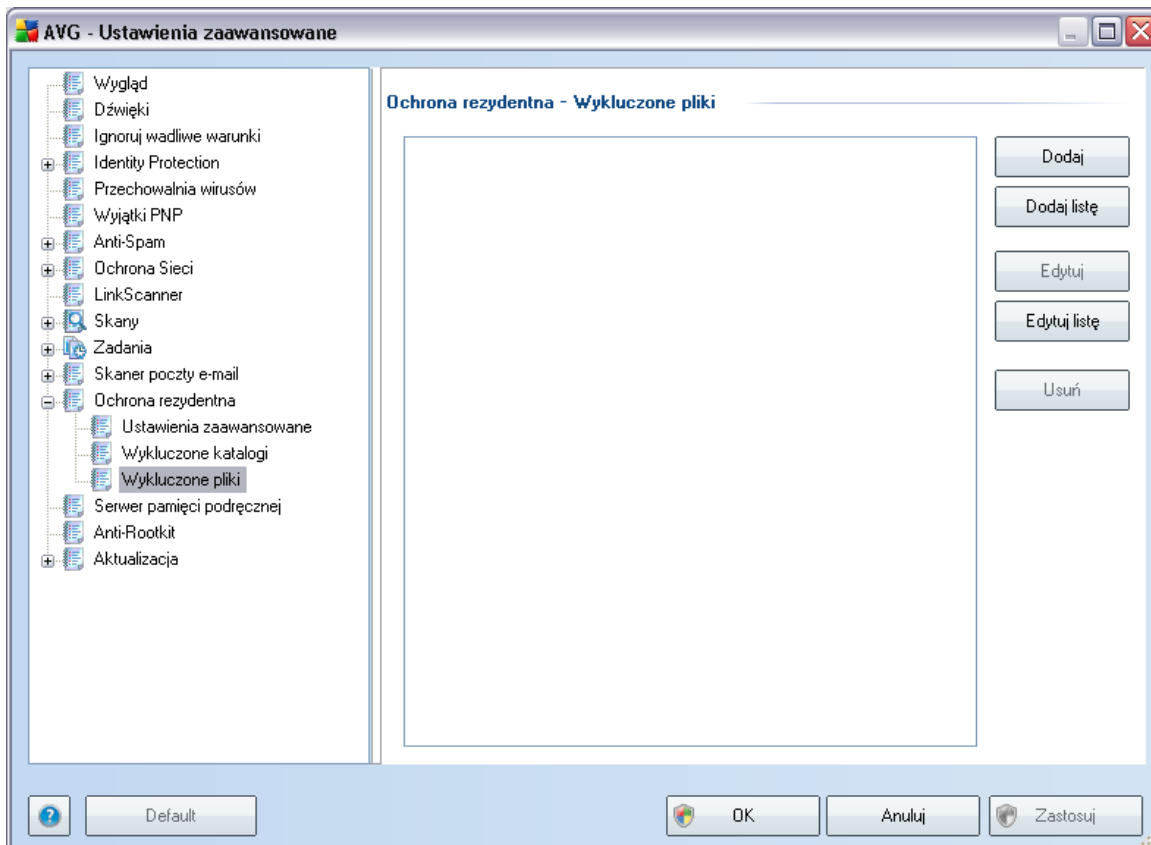 AVG - Ustawienia zaawansowane
Wygląd
Dźwięki
Ignoruj wadliwe warunki
Identity Protection
Przechowalnia wirusów
Wyjątki PNP
Anti-Spam
Ochrona Sieci
LinkScanner
Skany
Zadania
Skaner poczty e-mail
Ochrona rezydentna
Ustawienia zaawansowane
Wykluczone katalogi
Wykluczone pliki
Serwer pamięci podręcznej
Anti-Rootkit
Aktualizacja
Ochrona rezydentna - Wykluczone pliki
Dodaj
Dodaj listę
Edytuj
Edytuj listę
Usuń
Default
OK
Anuluj
Zastosuj